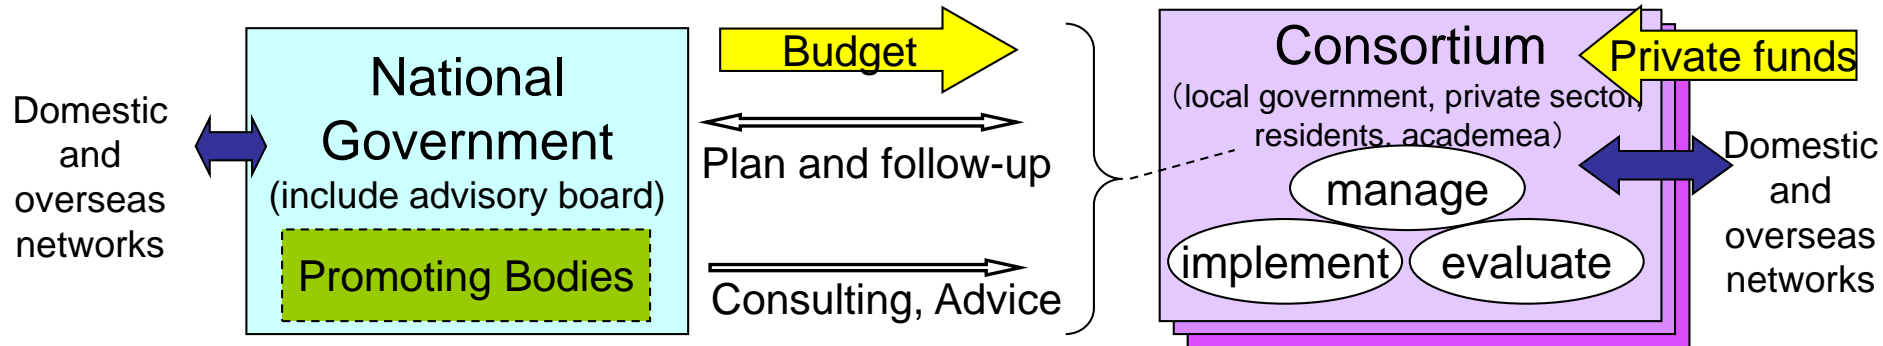 Domestic
and
overseas
networks
National
Government
(include advisory board)
Promoting Bodies
Budget
Plan and follow-up
Consulting, Advice
Consortium
（local government, private sector,
residents, academea）
manage
implement
evaluate
Private funds
Domestic
and
overseas
networks